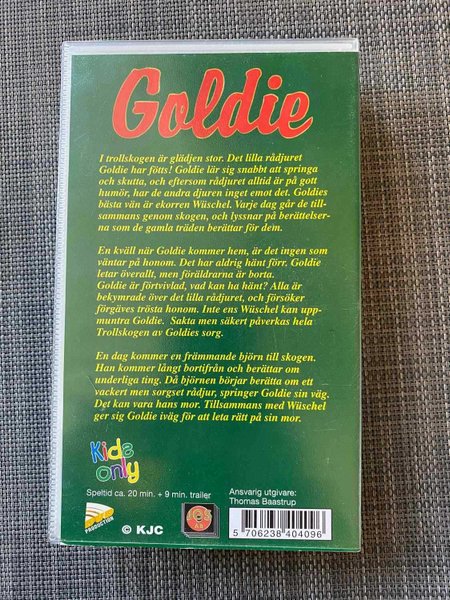 Goldie
I trollskogen är glädjen stor. Det lilla rådjuret
Goldie har fötts! Goldie lär sig snabbt att springa
och skutta, och eftersom rådjuret alltid är på gott
humör, har de andra djuren inget emot det. Goldies
bästa vän är ekorren Wüschel. Varje dag går de till-
sammans genom skogen, och lyssnar på berättelser-
na som de gamla träden berättar för dem.
En kväll när Goldie kommer hem, är det ingen som
väntar på honom. Det har aldrig hänt förr. Goldie
letar överallt, men föräldrarna är borta.
Goldie är förtvivlad, vad kan ha hänt? Alla är
bekymrade över det lilla rådjuret, och försöker
förgäves trösta honom. Inte ens Wüschel kan upp-
muntra Goldie. Sakta men säkert påverkas hela
Trollskogen av Goldies sorg.
En dag kommer en främmande björn till skogen.
Han kommer långt bortifrån och berättar om
underliga ting. Då björnen börjar berätta om ett
vackert men sorgset rådjur, springer Goldie sin väg.
Det kan vara hans mor. Tillsammans med Wüschel
ger sig Goldie iväg för att leta rätt på sin mor.
Kids
only
Speltid ca. 20 min. + 9 min. trailer
Ansvarig utgivare:
Thomas Baastrup
PRODUCTION
© KJC
5 706238 404096